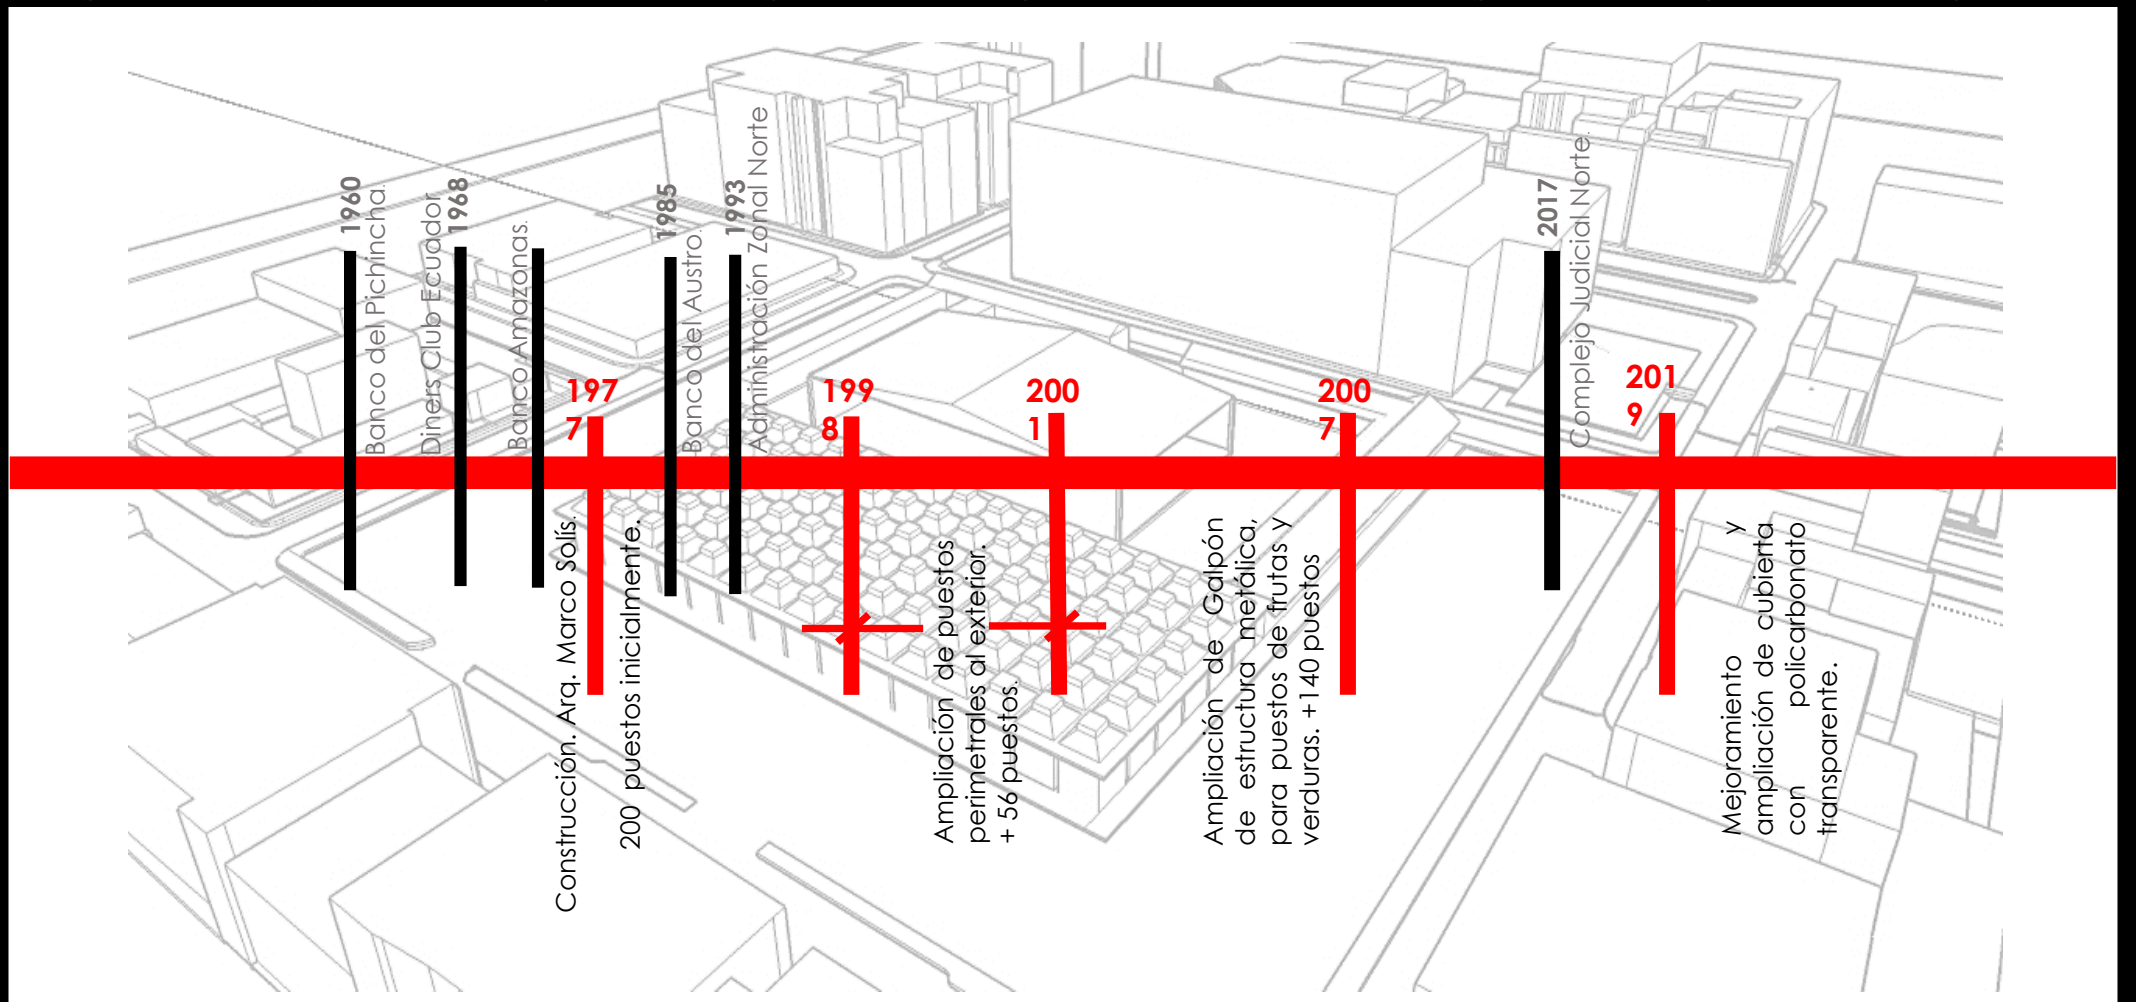 1960
Banco del Pichincha.
Diners Club Ecuador.
1968
Banco Amazonas.
197
7
Construcción. Arq. Marco Solís.
200 puestos inicialmente.
1985
Banco del Austro.
1993
Administración Zonal Norte
199
8
Ampliación de puestos
perimetrales al exterior.
+ 56 puestos.
200
1
200
7
Ampliación de Galpón
de estructura metálica,
para puestos de frutas y
verduras. +140 puestos
2017
Complejo Judicial Norte.
201
9
Mejoramiento y
ampliación de cubierta
con policarbonato
transparente.